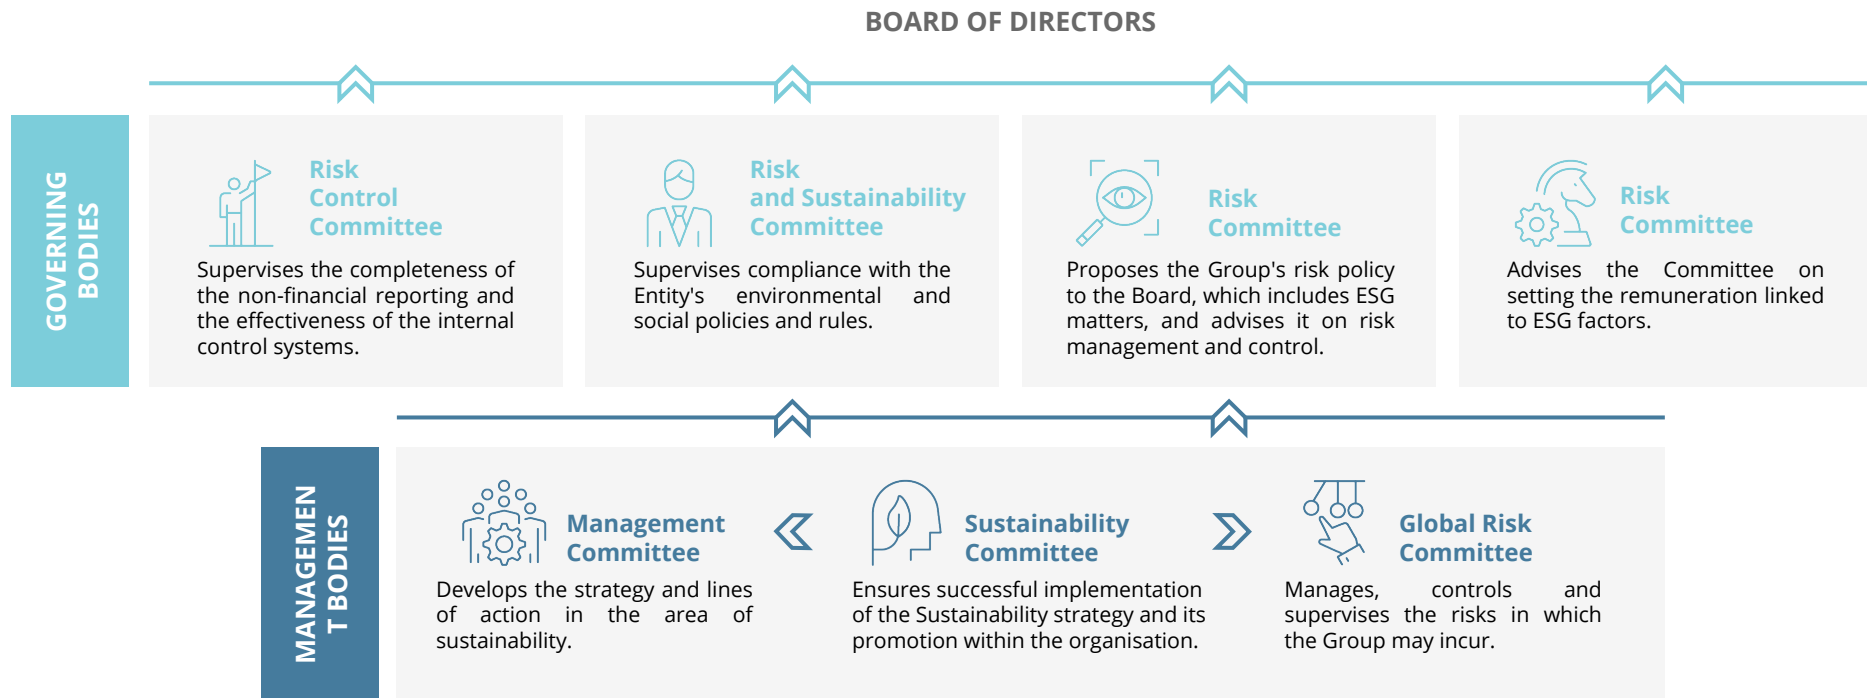 BOARD OF DIRECTORS
GOVERNING
BODIES
Risk
Control
Committee
Supervises the completeness of
the non-financial reporting and
the effectiveness of the internal
control systems.
Risk
and Sustainability
Committee
Supervises compliance with the
Entity's environmental and
social policies and rules.
Risk
Committee
Proposes the Group's risk policy
to the Board, which includes ESG
matters, and advises it on risk
management and control.
Risk
Committee
Advises the Committee on
setting the remuneration linked
to ESG factors.
MANAGEMEN
T BODIES
Management
Committee
Develops the strategy and lines
of action in the area of
sustainability.
Sustainability
Committee
Ensures successful implementation
of the Sustainability strategy and its
promotion within the organisation.
Global Risk
Committee
Manages, controls and
supervises the risks in which
the Group may incur.